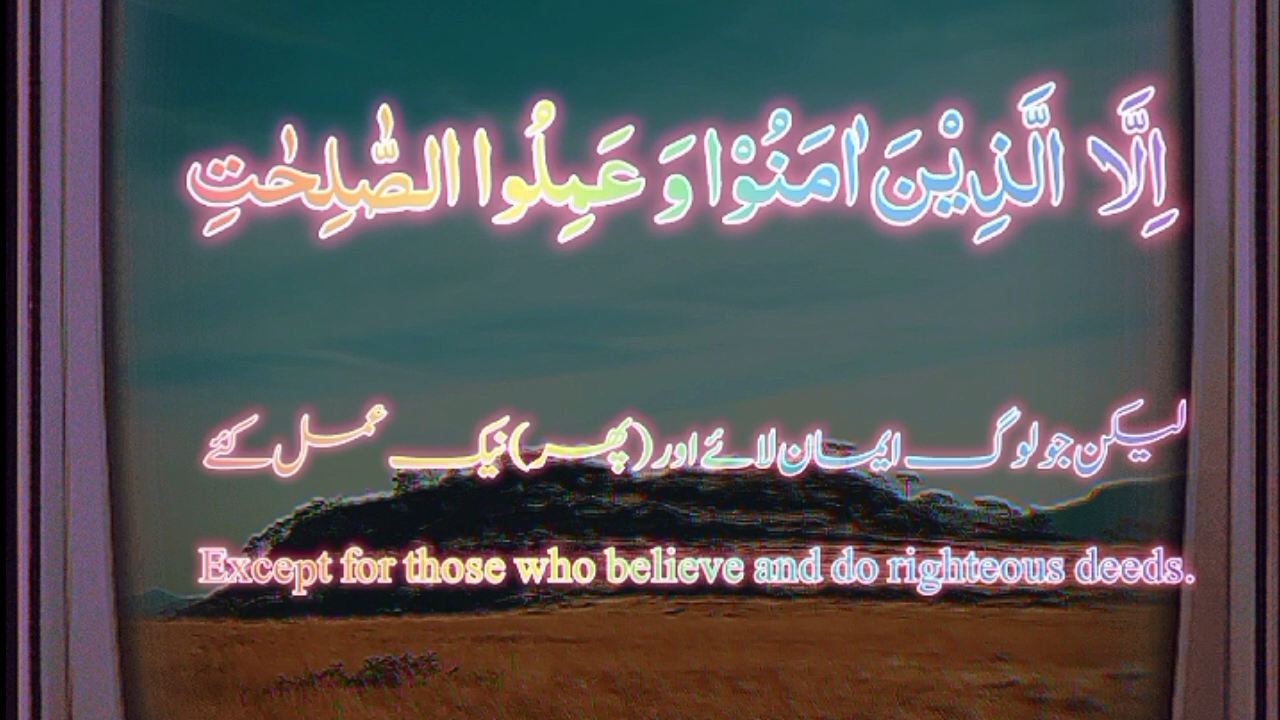 اِلَّا الَّذِیْنَ اٰمَنُوْا وَ عَمِلُوا الصّٰلِحٰتِ
لیکن جو لوگ ایمان لائے اور (پھر) نیک عمل کئے
Except for those who believe and do righteous deeds.